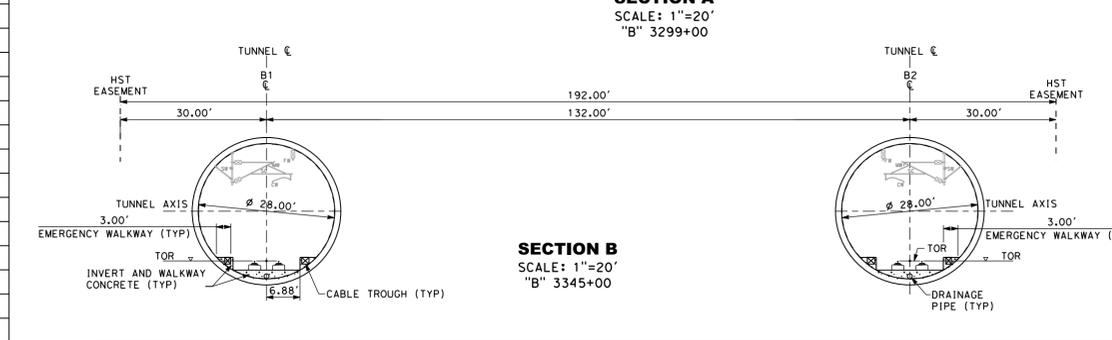 SECTION A
SCALE: 1"=20'
"B" 3299+00
TUNNEL ℄
TUNNEL ℄
B1
℄
B2
℄
HST
EASEMENT
HST
EASEMENT
192.00'
30.00'
132.00'
30.00'
TUNNEL AXIS
Ø 28.00'
Ø 28.00'
TUNNEL AXIS
3.00'
EMERGENCY WALKWAY (TYP)
3.00'
EMERGENCY WALKWAY (
TOR
TOR
TOR
INVERT AND WALKWAY
CONCRETE (TYP)
6.88'
CABLE TROUGH (TYP)
SECTION B
SCALE: 1"=20'
"B" 3345+00
DRAINAGE
PIPE (TYP)